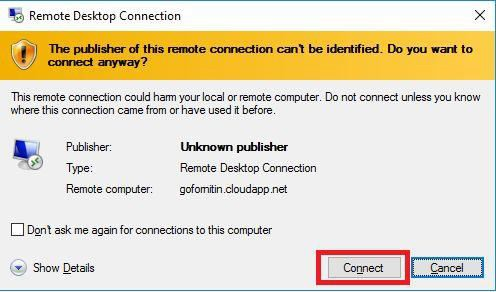 Remote Desktop Connection
The publisher of this remote connection can't be identified. Do you want to
connect anyway?
This remote connection could harm your local or remote computer. Do not connect unless you know
where this connection came from or have used it before.
Publisher: Unknown publisher
Type: Remote Desktop Connection
Remote computer: gofornitin.cloudapp.net
Don't ask me again for connections to this computer
Show Details Connect Cancel